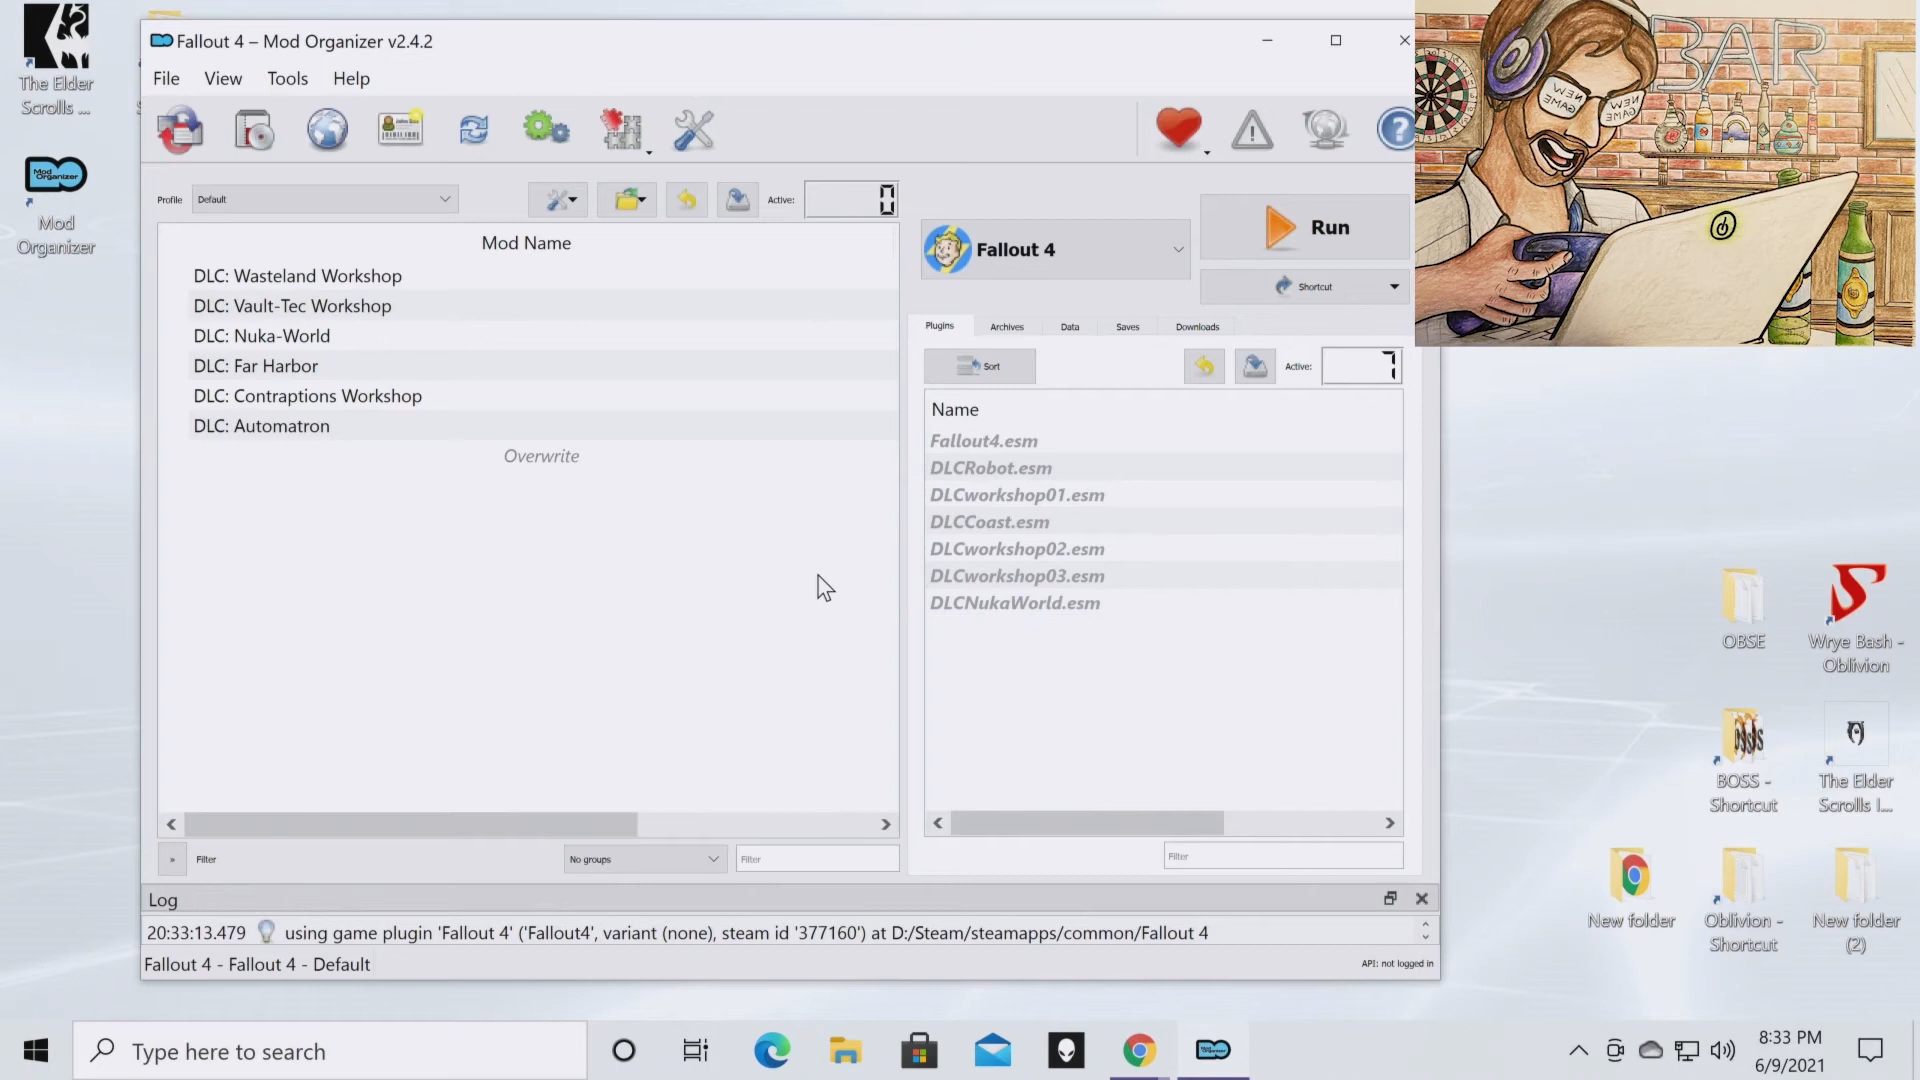 The Elder
Scrolls ...
Mod
Organizer
Fallout 4 – Mod Organizer v2.4.2
File View Tools Help
Profile Default Active: 0
Mod Name
DLC: Wasteland Workshop
DLC: Vault-Tec Workshop
DLC: Nuka-World
DLC: Far Harbor
DLC: Contraptions Workshop
DLC: Automatron
Overwrite
» Filter No groups Filter
Fallout 4
Run
Shortcut
Plugins Archives Data Saves Downloads
Sort Active: 7
Name
Fallout4.esm
DLCRobot.esm
DLCworkshop01.esm
DLCCoast.esm
DLCworkshop02.esm
DLCworkshop03.esm
DLCNukaWorld.esm
Filter
Log
20:33:13.479 using game plugin 'Fallout 4' ('Fallout4', variant (none), steam id '377160') at D:/Steam/steamapps/common/Fallout 4
Fallout 4 - Fallout 4 - Default API: not logged in
BAR
NEW
GAME
NEW
GAME
OBSE
Wrye Bash -
Oblivion
BOSS -
Shortcut
The Elder
Scrolls I...
New folder
Oblivion -
Shortcut
New folder
(2)
Type here to search
8:33 PM
6/9/2021